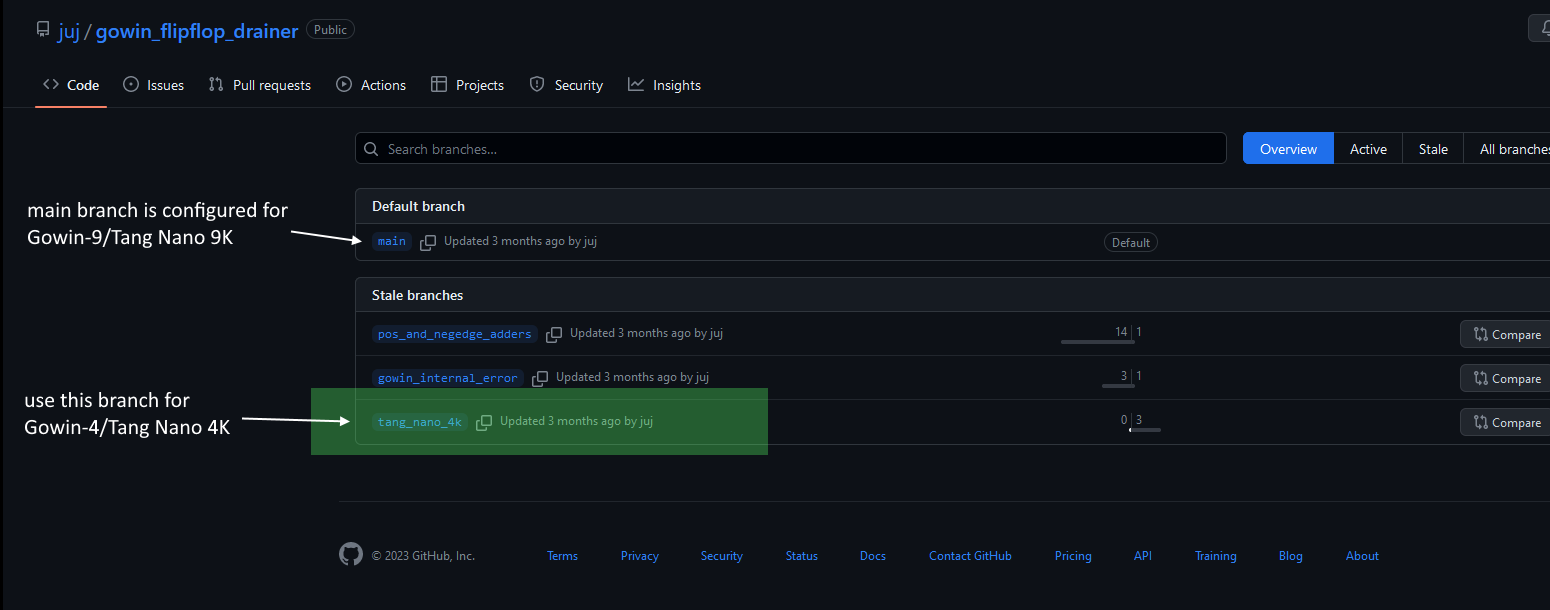 juj / gowin_flipflop_drainer Public
Code Issues Pull requests Actions Projects Security Insights
Search branches...
Overview Active Stale All branches
main branch is configured for
Gowin-9/Tang Nano 9K
Default branch
main Updated 3 months ago by juj Default
Stale branches
pos_and_negedge_adders Updated 3 months ago by juj 14 1 Compare
gowin_internal_error Updated 3 months ago by juj 3 1 Compare
use this branch for
Gowin-4/Tang Nano 4K
tang_nano_4k Updated 3 months ago by juj 0 3 Compare
© 2023 GitHub, Inc. Terms Privacy Security Status Docs Contact GitHub Pricing API Training Blog About